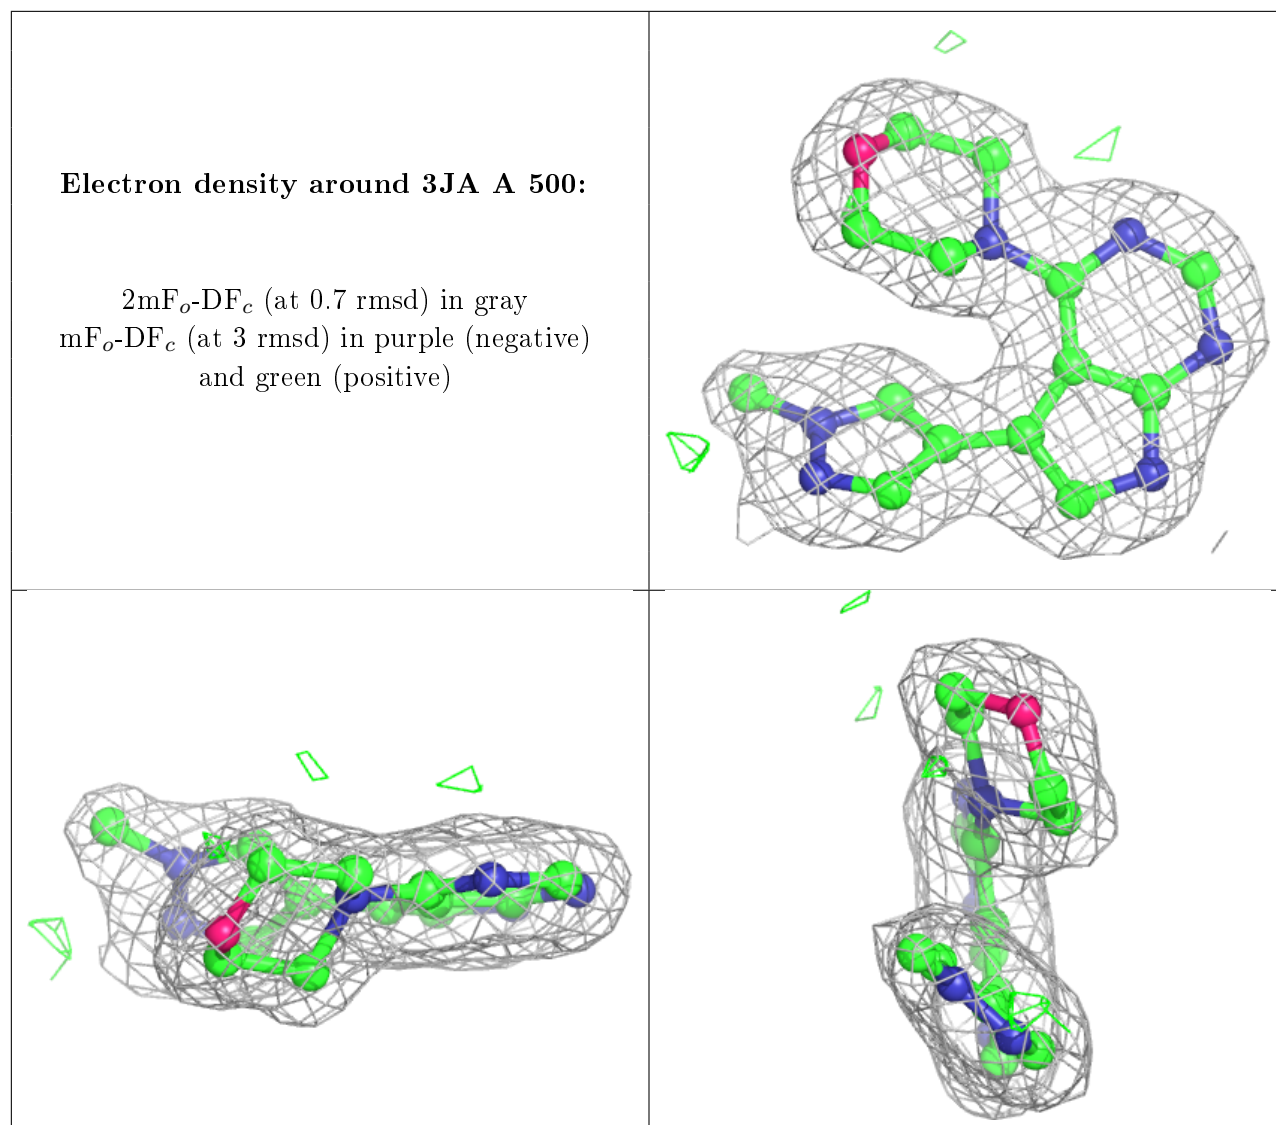 Electron density around 3JA A 500:
2mFo-DFc (at 0.7 rmsd) in gray
mFo-DFc (at 3 rmsd) in purple (negative)
and green (positive)